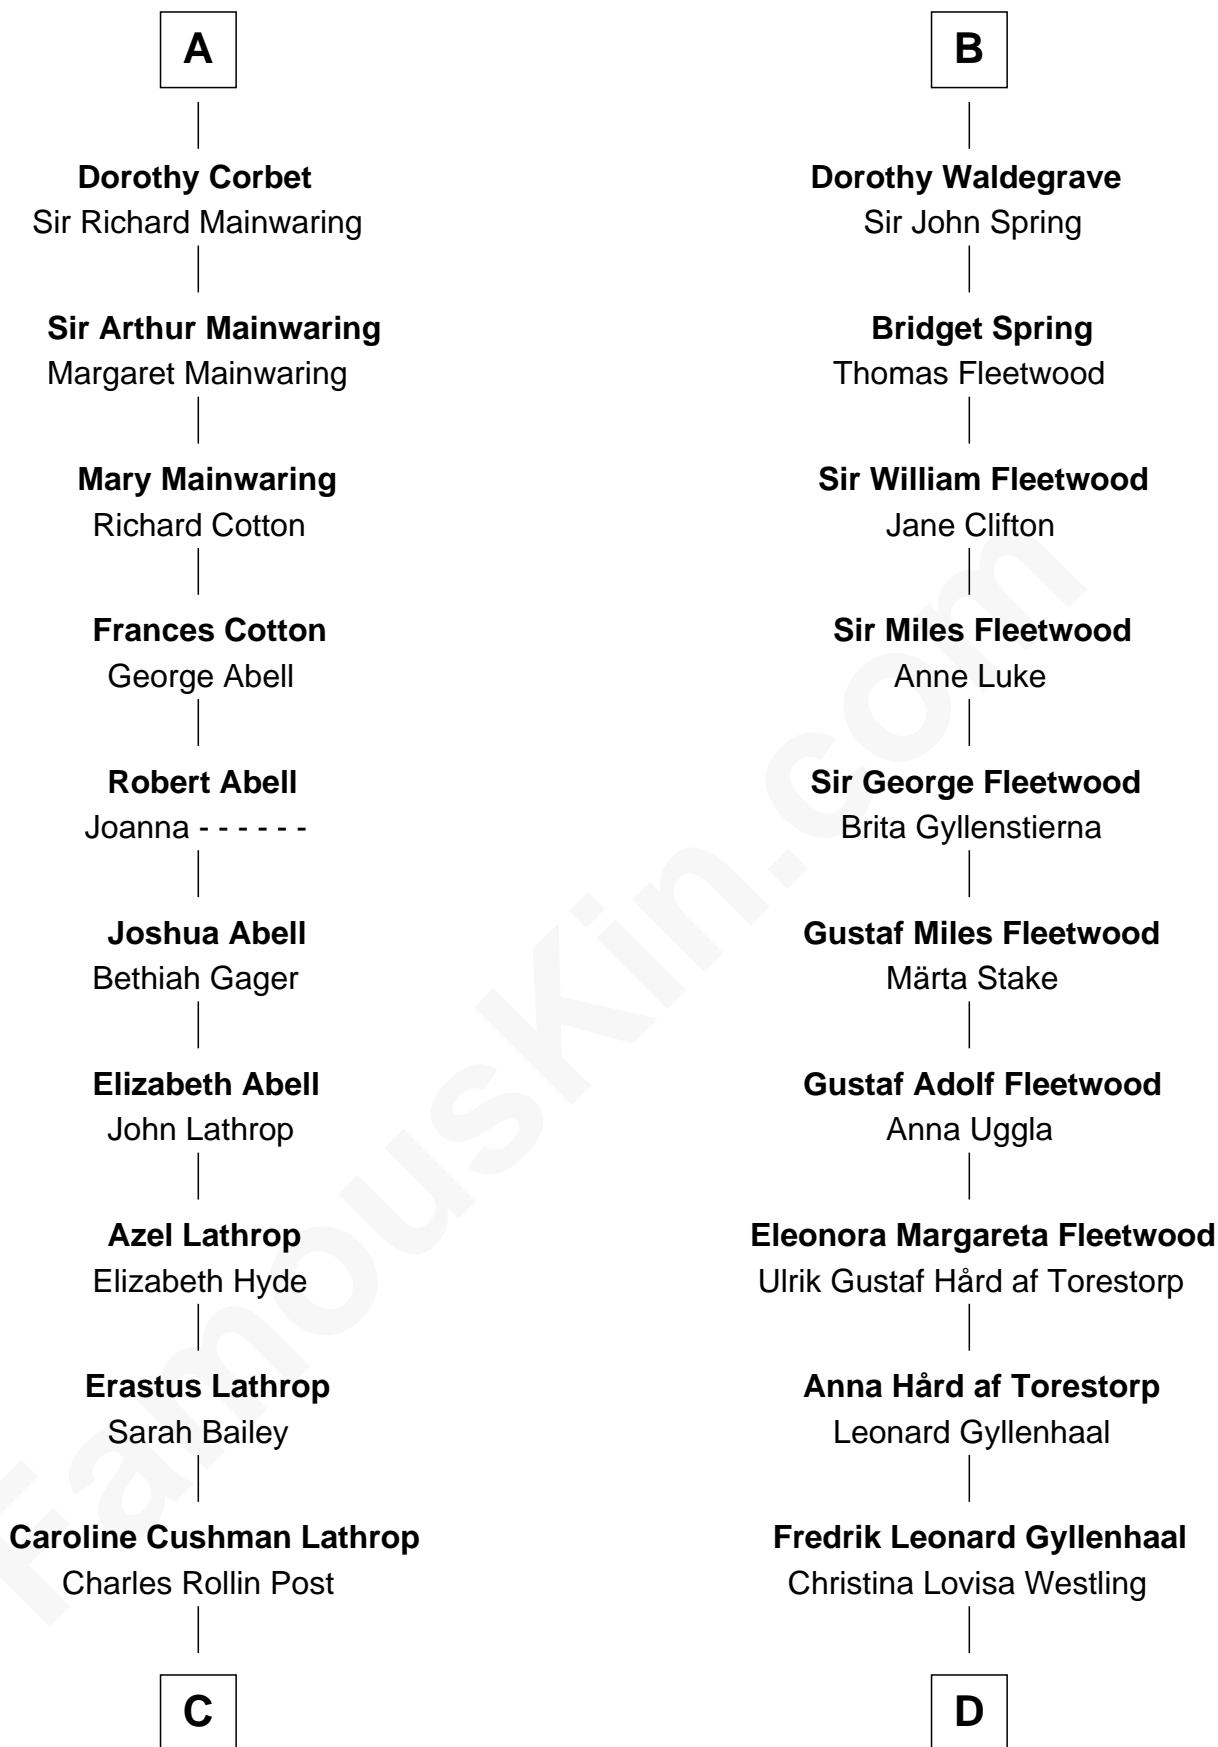 A
Dorothy Corbet
Sir Richard Mainwaring
Sir Arthur Mainwaring
Margaret Mainwaring
Mary Mainwaring
Richard Cotton
Frances Cotton
George Abell
Robert Abell
Joanna - - - - - -
Joshua Abell
Bethiah Gager
Elizabeth Abell
John Lathrop
Azel Lathrop
Elizabeth Hyde
Erastus Lathrop
Sarah Bailey
Caroline Cushman Lathrop
Charles Rollin Post
C
B
Dorothy Waldegrave
Sir John Spring
Bridget Spring
Thomas Fleetwood
Sir William Fleetwood
Jane Clifton
Sir Miles Fleetwood
Anne Luke
Sir George Fleetwood
Brita Gyllenstierna
Gustaf Miles Fleetwood
Märta Stake
Gustaf Adolf Fleetwood
Anna Uggla
Eleonora Margareta Fleetwood
Ulrik Gustaf Hård af Torestorp
Anna Hård af Torestorp
Leonard Gyllenhaal
Fredrik Leonard Gyllenhaal
Christina Lovisa Westling
D
FamousKin.com